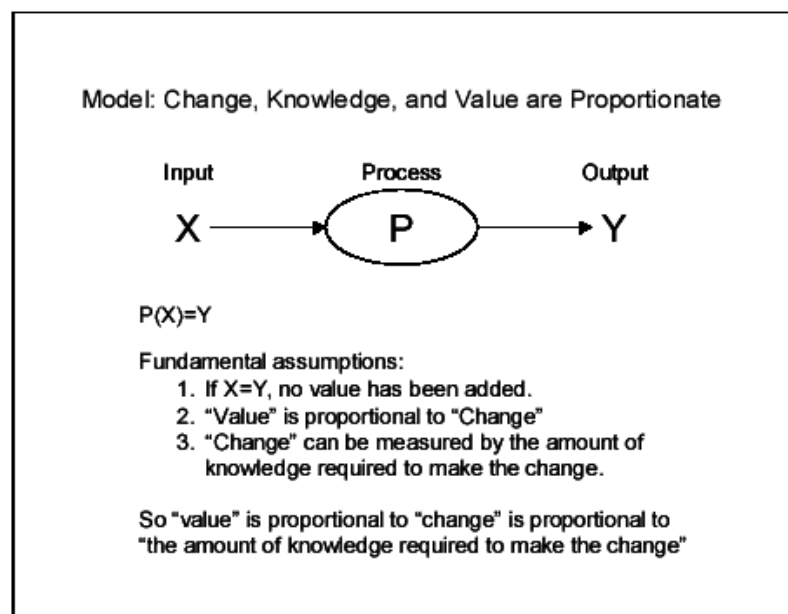 Model: Change, Knowledge, and Value are Proportionate
Input Process Output
X P Y
P(X)=Y
Fundamental assumptions:
1. If X=Y, no value has been added.
2. “Value” is proportional to “Change”
3. “Change” can be measured by the amount of
knowledge required to make the change.
So “value” is proportional to “change” is proportional to
“the amount of knowledge required to make the change”